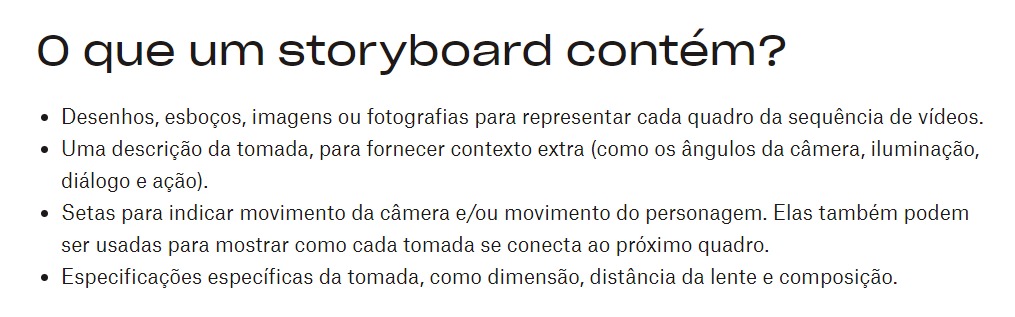 O que um storyboard contém?
• Desenhos, esboços, imagens ou fotografias para representar cada quadro da sequência de vídeos.
• Uma descrição da tomada, para fornecer contexto extra (como os ângulos da câmera, iluminação,
diálogo e ação).
• Setas para indicar movimento da câmera e/ou movimento do personagem. Elas também podem
ser usadas para mostrar como cada tomada se conecta ao próximo quadro.
• Especificações específicas da tomada, como dimensão, distância da lente e composição.